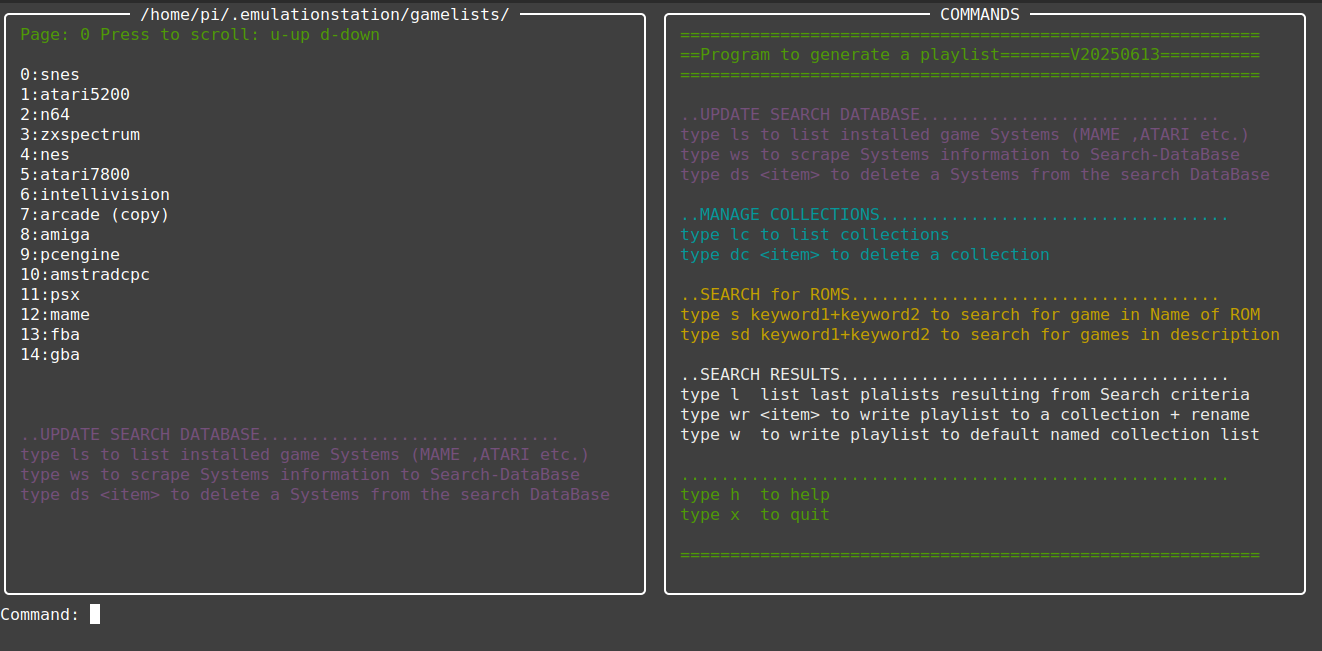 /home/pi/.emulationstation/gamelists/
Page: 0 Press to scroll: u-up d-down
0:snes
1:atari5200
2:n64
3:zxspectrum
4:nes
5:atari7800
6:intellivision
7:arcade (copy)
8:amiga
9:pcengine
10:amstradcpc
11:psx
12:mame
13:fba
14:gba
..UPDATE SEARCH DATABASE..............................
type ls to list installed game Systems (MAME ,ATARI etc.)
type ws to scrape Systems information to Search-DataBase
type ds <item> to delete a Systems from the search DataBase
COMMANDS
==========================================================
==Program to generate a playlist=======V20250613==========
==========================================================
..UPDATE SEARCH DATABASE..............................
type ls to list installed game Systems (MAME ,ATARI etc.)
type ws to scrape Systems information to Search-DataBase
type ds <item> to delete a Systems from the search DataBase
..MANAGE COLLECTIONS...................................
type lc to list collections
type dc <item> to delete a collection
..SEARCH for ROMS.....................................
type s keyword1+keyword2 to search for game in Name of ROM
type sd keyword1+keyword2 to search for games in description
..SEARCH RESULTS.......................................
type l  list last plalists resulting from Search criteria
type wr <item> to write playlist to a collection + rename
type w  to write playlist to default named collection list
.......................................................
type h  to help
type x  to quit
==========================================================
Command: